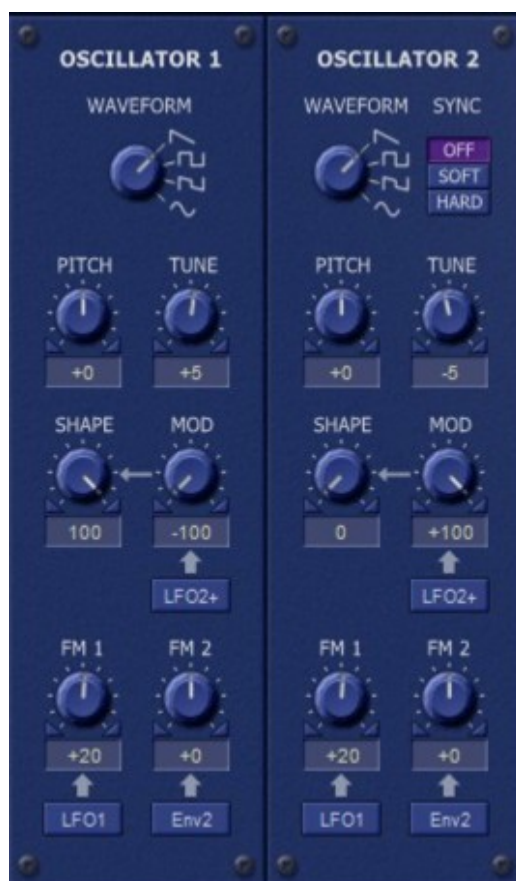 OSCILLATOR 1
WAVEFORM
PITCH TUNE
+0 +5
SHAPE MOD
100 -100
LFO2+
FM 1 FM 2
+20 +0
LFO1 Env2
OSCILLATOR 2
WAVEFORM SYNC
OFF
SOFT
HARD
PITCH TUNE
+0 -5
SHAPE MOD
0 +100
LFO2+
FM 1 FM 2
+20 +0
LFO1 Env2